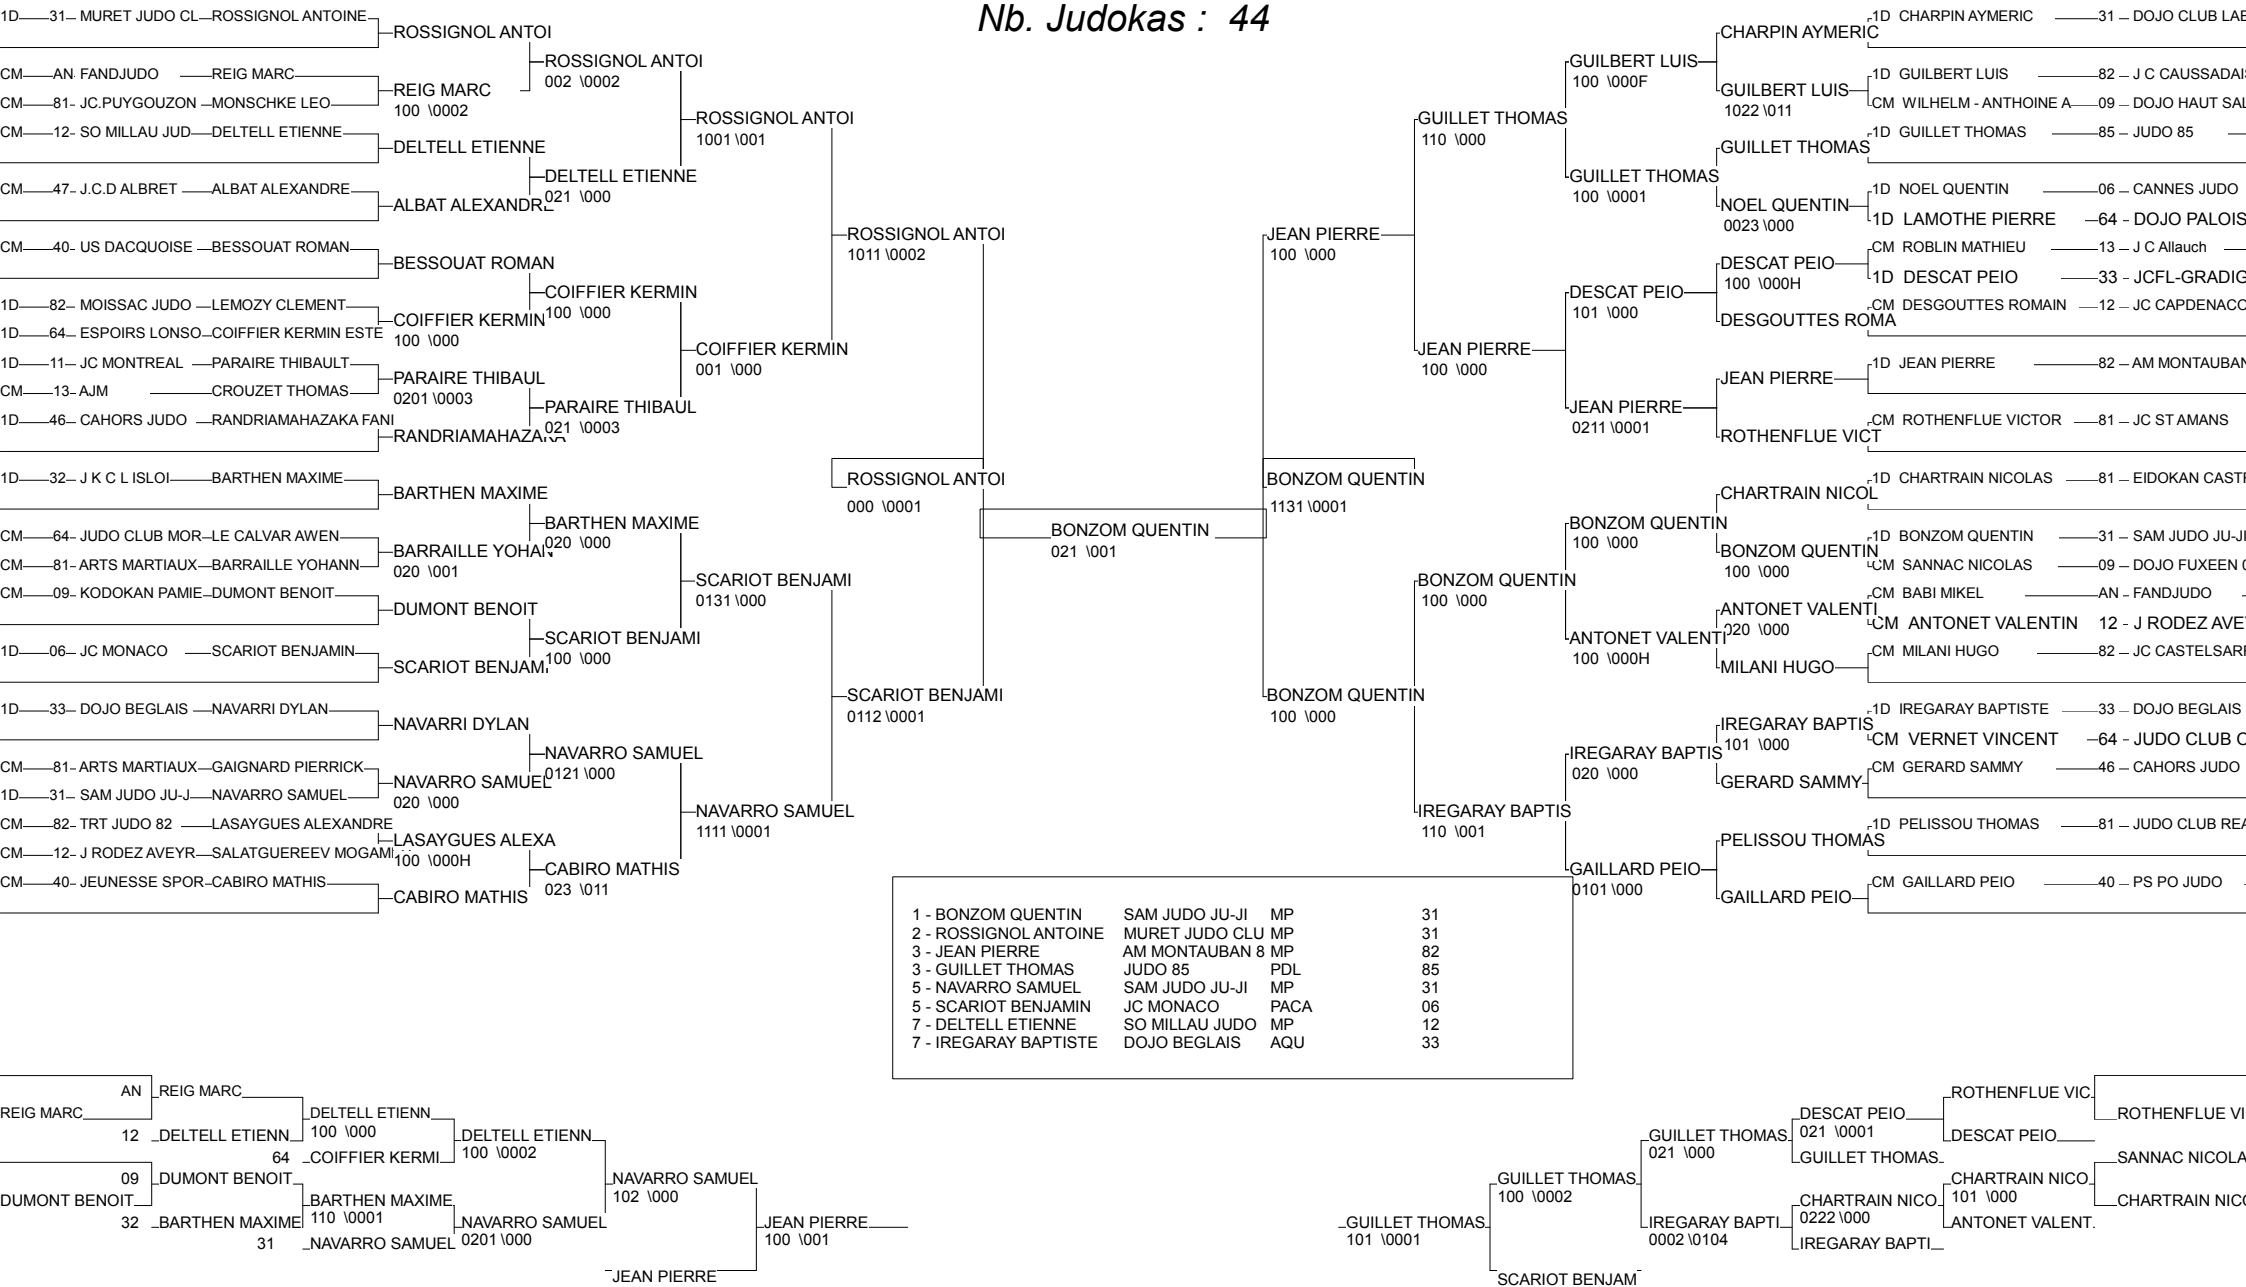 Nb. Judokas : 44
1D 31 – MURET JUDO CL ROSSIGNOL ANTOINE
ROSSIGNOL ANTOI
ROSSIGNOL ANTOI
002 \0002
CM AN FANDJUDO REIG MARC
REIG MARC
100 \0002
CM 81- JC.PUYGOUZON MONSCHKE LEO
ROSSIGNOL ANTOI
1001 \001
CM 12- SO MILLAU JUD DELTELL ETIENNE
DELTELL ETIENNE
DELTELL ETIENNE
021 \000
CM 47- J.C.D ALBRET ALBAT ALEXANDRE
ALBAT ALEXANDRE
ROSSIGNOL ANTOI
1011 \0002
CM 40- US DACQUOISE BESSOUAT ROMAN
BESSOUAT ROMAN
COIFFIER KERMIN
100 \000
1D 82– MOISSAC JUDO LEMOZY CLEMENT
COIFFIER KERMIN
100 \000
1D 64– ESPOIRS LONSO COIFFIER KERMIN ESTE
COIFFIER KERMIN
001 \000
1D 11– JC MONTREAL PARAIRE THIBAULT
PARAIRE THIBAUL
0201 \0003
CM 13- AJM CROUZET THOMAS
PARAIRE THIBAUL
021 \0003
1D 46– CAHORS JUDO RANDRIAMAHAZAKA FANI
RANDRIAMAHAZAKA
ROSSIGNOL ANTOI
000 \0001
1D 32– J K C L ISLOI BARTHEN MAXIME
BARTHEN MAXIME
BARTHEN MAXIME
020 \000
CM 64- JUDO CLUB MOR LE CALVAR AWEN
BARRAILLE YOHAN
020 \001
CM 81- ARTS MARTIAUX BARRAILLE YOHANN
SCARIOT BENJAMI
0131 \000
CM 09- KODOKAN PAMIE DUMONT BENOIT
DUMONT BENOIT
SCARIOT BENJAMI
100 \000
1D 06– JC MONACO SCARIOT BENJAMIN
SCARIOT BENJAMI
SCARIOT BENJAMI
0112 \0001
1D 33– DOJO BEGLAIS NAVARRI DYLAN
NAVARRI DYLAN
NAVARRO SAMUEL
0121 \000
CM 81- ARTS MARTIAUX GAIGNARD PIERRICK
NAVARRO SAMUEL
020 \000
1D 31– SAM JUDO JU-J NAVARRO SAMUEL
NAVARRO SAMUEL
1111 \0001
CM 82- TRT JUDO 82 LASAYGUES ALEXANDRE
LASAYGUES ALEXA
100 \000H
CM 12- J RODEZ AVEYR SALATGUEREEV MOGAM
CABIRO MATHIS
023 \011
CM 40- JEUNESSE SPOR CABIRO MATHIS
CABIRO MATHIS
BONZOM QUENTIN
021 \001
1D CHARPIN AYMERIC 31 – DOJO CLUB LAB
CHARPIN AYMERIC
GUILBERT LUIS
100 \000F
1D GUILBERT LUIS 82 – J C CAUSSADAIS
GUILBERT LUIS
1022 \011
CM WILHELM - ANTHOINE A 09 – DOJO HAUT SAL
GUILLET THOMAS
110 \000
1D GUILLET THOMAS 85 – JUDO 85
GUILLET THOMAS
GUILLET THOMAS
100 \0001
1D NOEL QUENTIN 06 – CANNES JUDO
NOEL QUENTIN
0023 \000
1D LAMOTHE PIERRE 64 - DOJO PALOIS
JEAN PIERRE
100 \000
CM ROBLIN MATHIEU 13 – J C Allauch
DESCAT PEIO
100 \000H
1D DESCAT PEIO 33 - JCFL-GRADIG
DESCAT PEIO
101 \000
CM DESGOUTTES ROMAIN 12 – JC CAPDENACO
DESGOUTTES ROMA
JEAN PIERRE
100 \000
1D JEAN PIERRE 82 – AM MONTAUBAN
JEAN PIERRE
JEAN PIERRE
0211 \0001
CM ROTHENFLUE VICTOR 81 – JC ST AMANS
ROTHENFLUE VICT
BONZOM QUENTIN
1131 \0001
1D CHARTRAIN NICOLAS 81 – EIDOKAN CASTR
CHARTRAIN NICOL
BONZOM QUENTIN
100 \000
1D BONZOM QUENTIN 31 – SAM JUDO JU-JI
BONZOM QUENTIN
100 \000
CM SANNAC NICOLAS 09 – DOJO FUXEEN 0
BONZOM QUENTIN
100 \000
CM BABI MIKEL AN – FANDJUDO
ANTONET VALENTI
020 \000
CM ANTONET VALENTIN 12 - J RODEZ AVEY
ANTONET VALENTI
100 \000H
CM MILANI HUGO 82 – JC CASTELSARR
MILANI HUGO
BONZOM QUENTIN
100 \000
1D IREGARAY BAPTISTE 33 – DOJO BEGLAIS
IREGARAY BAPTIS
101 \000
CM VERNET VINCENT 64 - JUDO CLUB O
IREGARAY BAPTIS
020 \000
CM GERARD SAMMY 46 – CAHORS JUDO
GERARD SAMMY
IREGARAY BAPTIS
110 \001
1D PELISSOU THOMAS 81 – JUDO CLUB REA
PELISSOU THOMAS
GAILLARD PEIO
0101 \000
CM GAILLARD PEIO 40 – PS PO JUDO
GAILLARD PEIO
1 - BONZOM QUENTIN SAM JUDO JU-JI MP 31
2 - ROSSIGNOL ANTOINE MURET JUDO CLU MP 31
3 - JEAN PIERRE AM MONTAUBAN 8 MP 82
3 - GUILLET THOMAS JUDO 85 PDL 85
5 - NAVARRO SAMUEL SAM JUDO JU-JI MP 31
5 - SCARIOT BENJAMIN JC MONACO PACA 06
7 - DELTELL ETIENNE SO MILLAU JUDO MP 12
7 - IREGARAY BAPTISTE DOJO BEGLAIS AQU 33
AN REIG MARC
REIG MARC
DELTELL ETIENN
100 \000
12 DELTELL ETIENN
DELTELL ETIENN
100 \0002
64 COIFFIER KERMI
09 DUMONT BENOIT
NAVARRO SAMUEL
102 \000
DUMONT BENOIT
BARTHEN MAXIME
110 \0001
32 BARTHEN MAXIME
NAVARRO SAMUEL
0201 \000
31 NAVARRO SAMUEL
JEAN PIERRE
100 \001
JEAN PIERRE
ROTHENFLUE VIC
ROTHENFLUE VI
DESCAT PEIO
021 \0001
DESCAT PEIO
GUILLET THOMAS
021 \000
GUILLET THOMAS
SANNAC NICOLA
GUILLET THOMAS
100 \0002
CHARTRAIN NICO
101 \000
CHARTRAIN NICO
CHARTRAIN NICO
0222 \000
ANTONET VALENT
IREGARAY BAPTI
0002 \0104
IREGARAY BAPTI
GUILLET THOMAS
101 \0001
SCARIOT BENJAM